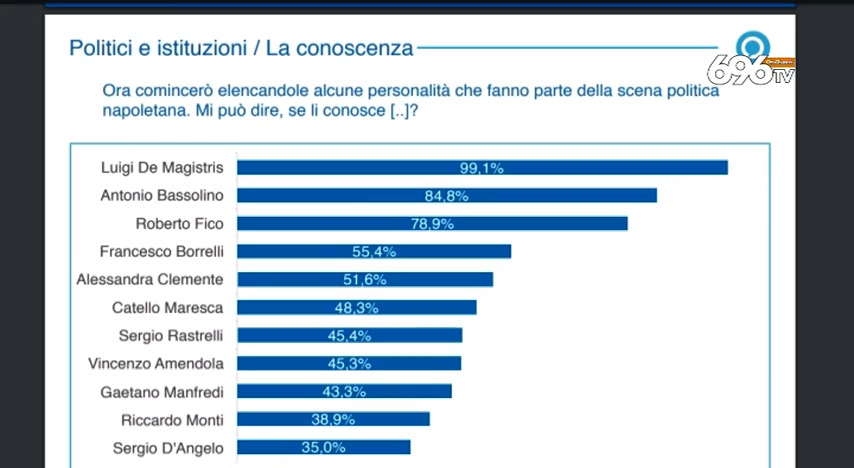 Politici e istituzioni / La conoscenza
696 TV
Ora comincerò elencandole alcune personalità che fanno parte della scena politica
napoletana. Mi può dire, se li conosce [..]?
Luigi De Magistris 99,1%
Antonio Bassolino 84,8%
Roberto Fico 78,9%
Francesco Borrelli 55,4%
Alessandra Clemente 51,6%
Catello Maresca 48,3%
Sergio Rastrelli 45,4%
Vincenzo Amendola 45,3%
Gaetano Manfredi 43,3%
Riccardo Monti 38,9%
Sergio D'Angelo 35,0%